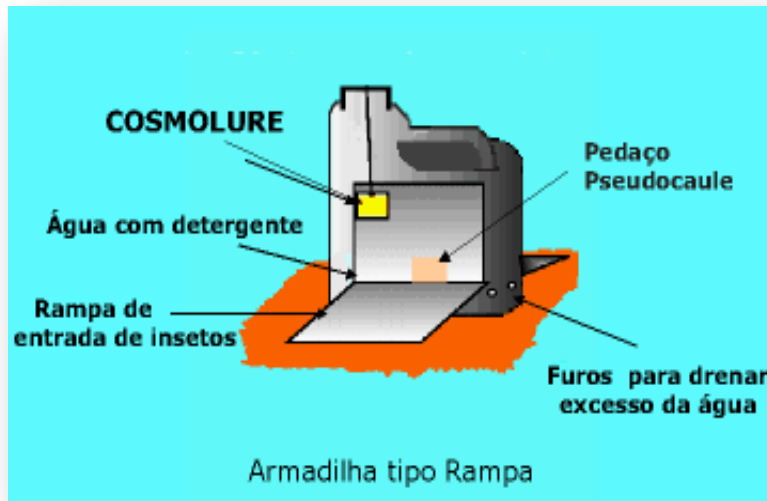 COSMOLURE
Pedaço
Pseudocaule
Água com detergente
Rampa de
entrada de insetos
Furos para drenar
excesso da água
Armadilha tipo Rampa